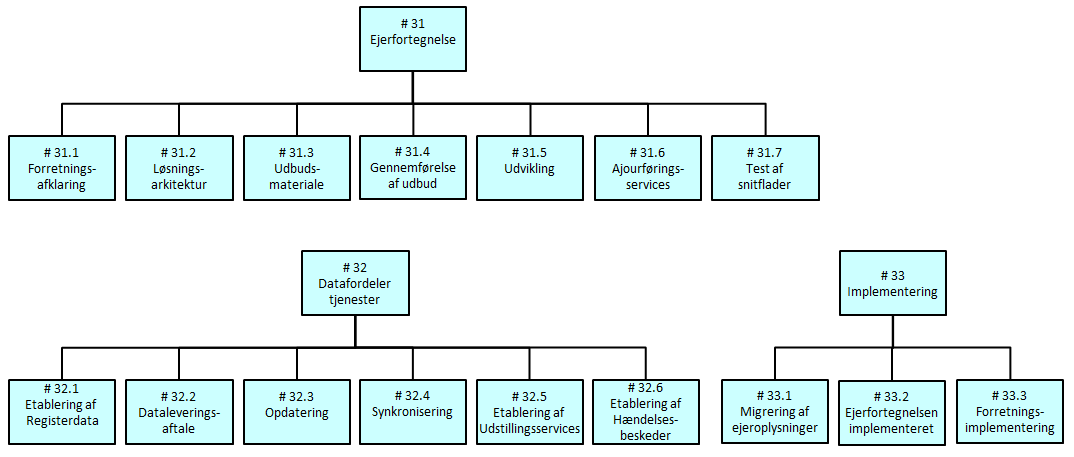 # 31
Ejerfortegnelse
# 31.1
Forretnings-
afklaring
# 31.2
Løsnings-
arkitektur
# 31.3
Udbuds-
materiale
# 31.4
Gennemførelse
af udbud
# 31.5
Udvikling
# 31.6
Ajourførings-
services
# 31.7
Test af
snitflader
# 32
Datafordeler
tjenester
# 32.1
Etablering af
Registerdata
# 32.2
Dataleverings-
aftale
# 32.3
Opdatering
# 32.4
Synkronisering
# 32.5
Etablering af
Udstillingsservices
# 32.6
Etablering af
Hændelses-
beskeder
# 33
Implementering
# 33.1
Migrering af
ejeroplysninger
# 33.2
Ejerfortegnelsen
implementeret
# 33.3
Forretnings-
implementering